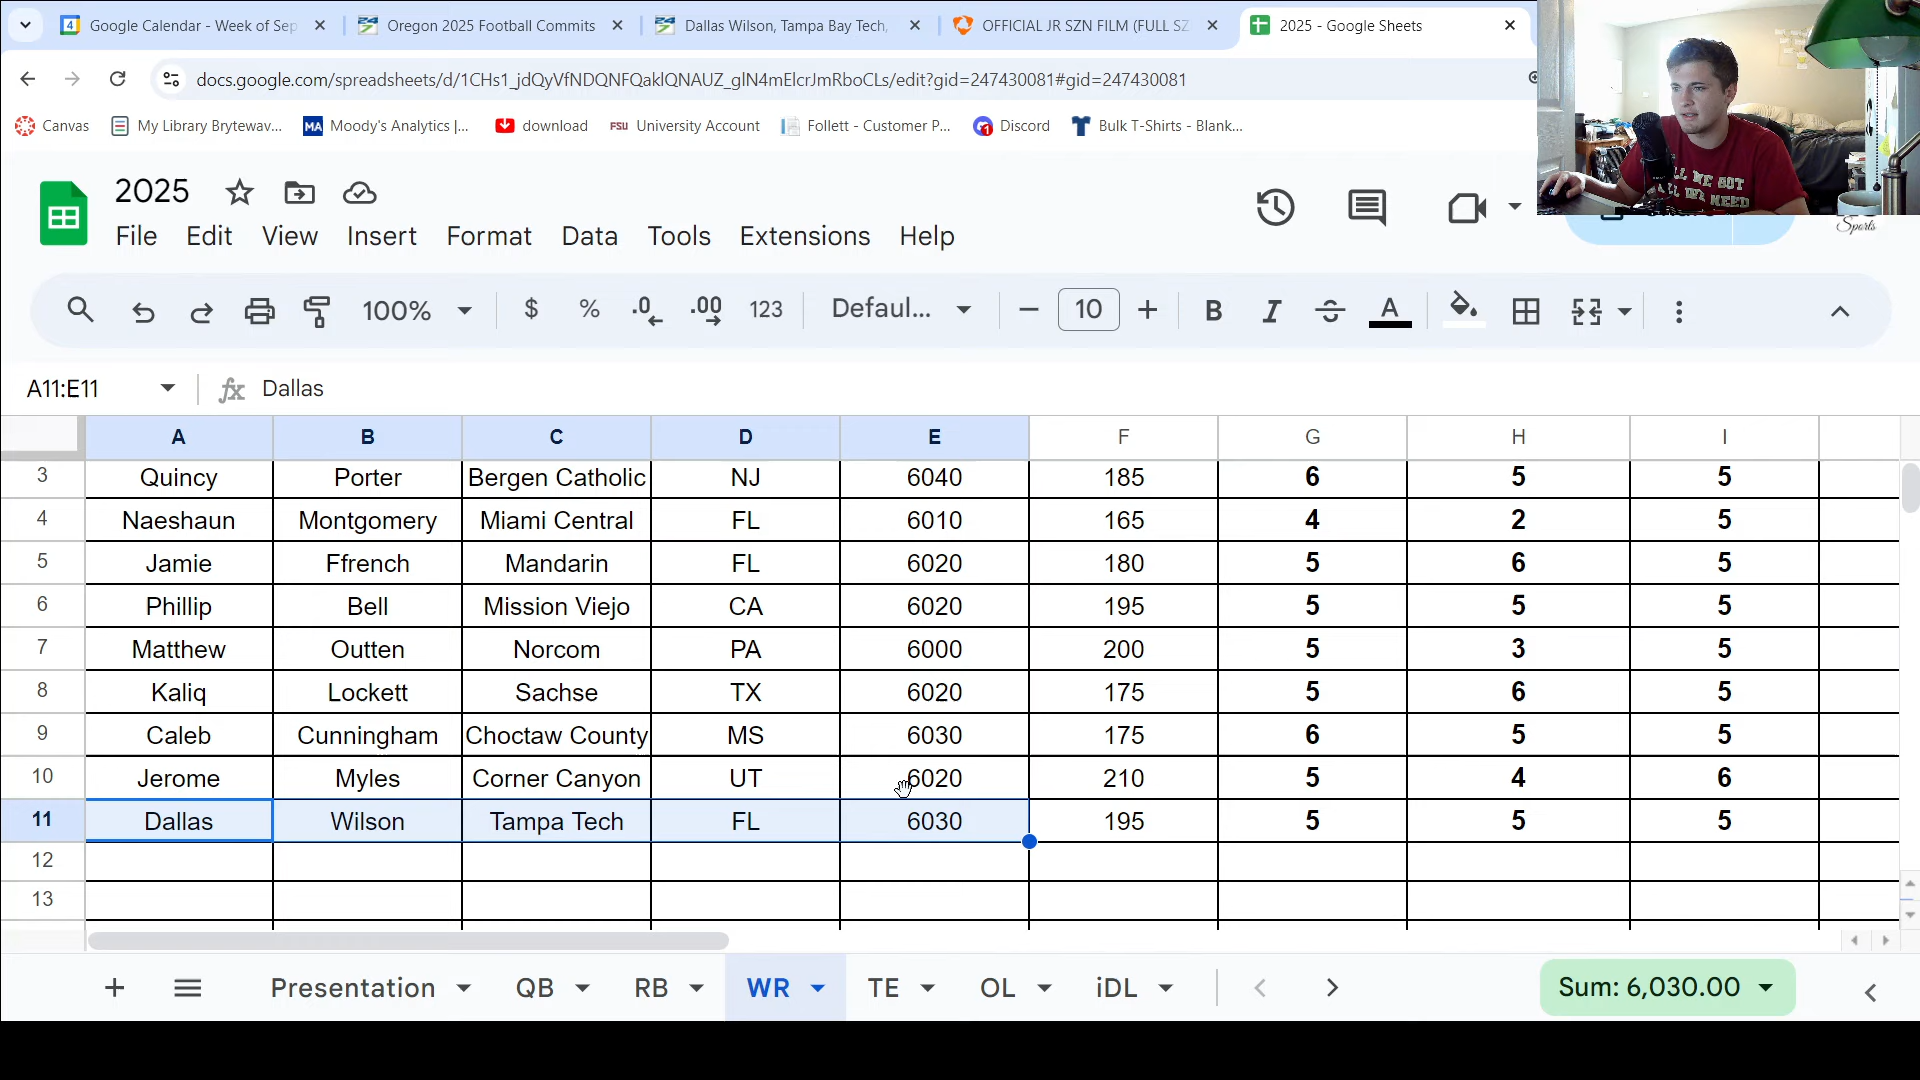 Google Calendar - Week of Sep
Oregon 2025 Football Commits
Dallas Wilson, Tampa Bay Tech,
OFFICIAL JR SZN FILM (FULL SZ
2025 - Google Sheets
docs.google.com/spreadsheets/d/1CHs1_jdQyVfNDQNFQaklQNAUZ_glN4mElcrJmRboCLs/edit?gid=247430081#gid=247430081
Canvas
My Library Brytewav...
MA Moody's Analytics |...
download
FSU University Account
Follett - Customer P...
Discord
Bulk T-Shirts - Blank...
2025
File Edit View Insert Format Data Tools Extensions Help
Sports
100% $ % .0 .00 123 Defaul... 10 B I A
A11:E11 fx Dallas
A B C D E F G H I
3 Quincy Porter Bergen Catholic NJ 6040 185 6 5 5
4 Naeshaun Montgomery Miami Central FL 6010 165 4 2 5
5 Jamie Ffrench Mandarin FL 6020 180 5 6 5
6 Phillip Bell Mission Viejo CA 6020 195 5 5 5
7 Matthew Outten Norcom PA 6000 200 5 3 5
8 Kaliq Lockett Sachse TX 6020 175 5 6 5
9 Caleb Cunningham Choctaw County MS 6030 175 6 5 5
10 Jerome Myles Corner Canyon UT 6020 210 5 4 6
11 Dallas Wilson Tampa Tech FL 6030 195 5 5 5
12
13
Presentation QB RB WR TE OL iDL Sum: 6,030.00